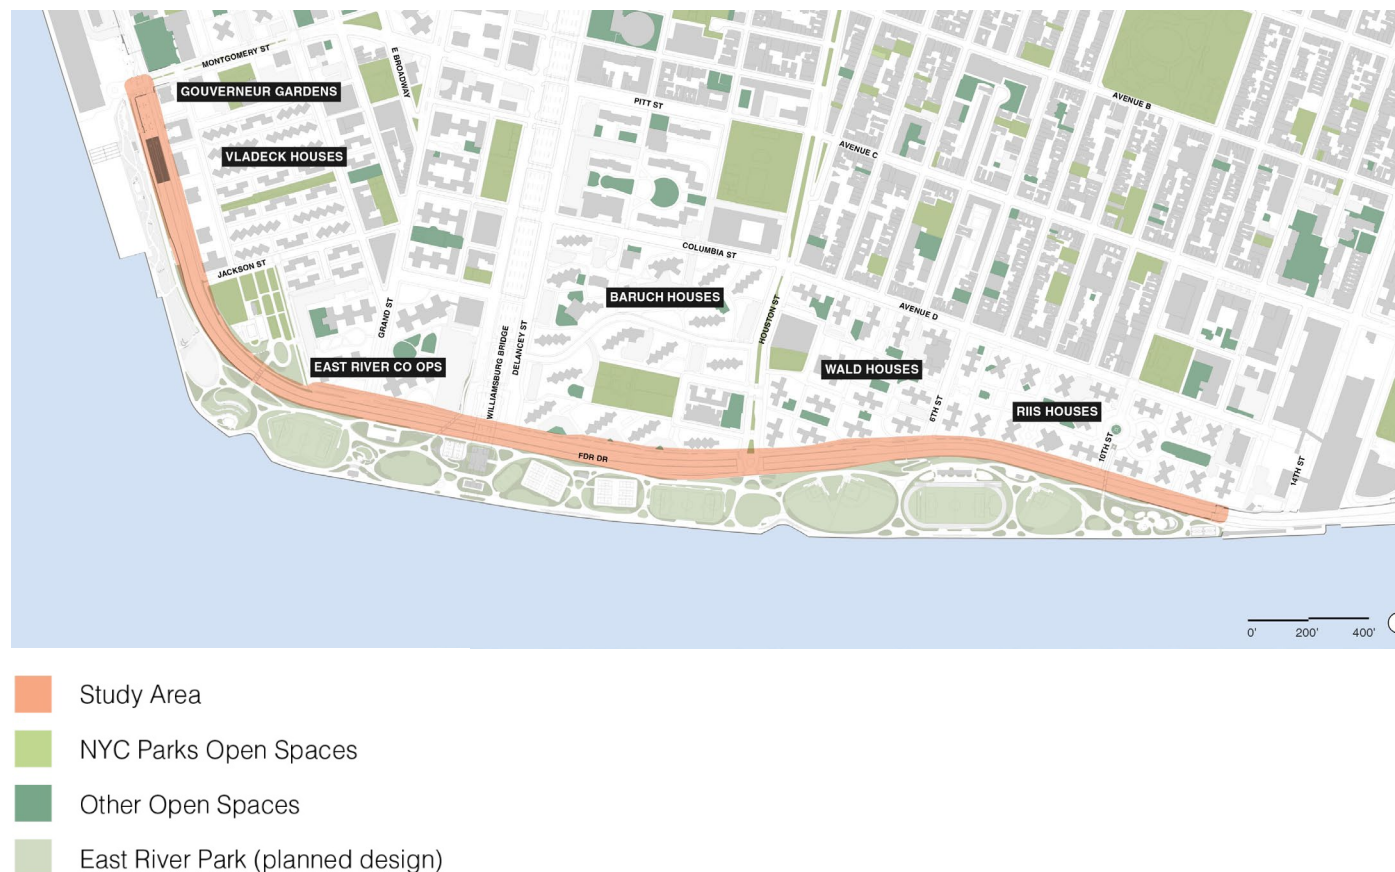 MONTGOMERY ST
E BROADWAY
GOUVERNEUR GARDENS
PITT ST
AVENUE B
VLADECK HOUSES
AVENUE C
COLUMBIA ST
JACKSON ST
BARUCH HOUSES
AVENUE D
GRAND ST
HOUSTON ST
EAST RIVER CO OPS
WILLIAMSBURG BRIDGE
DELANCEY ST
WALD HOUSES
6TH ST
RIIS HOUSES
10TH ST
FDR DR
14TH ST
0' 200' 400'
Study Area
NYC Parks Open Spaces
Other Open Spaces
East River Park (planned design)